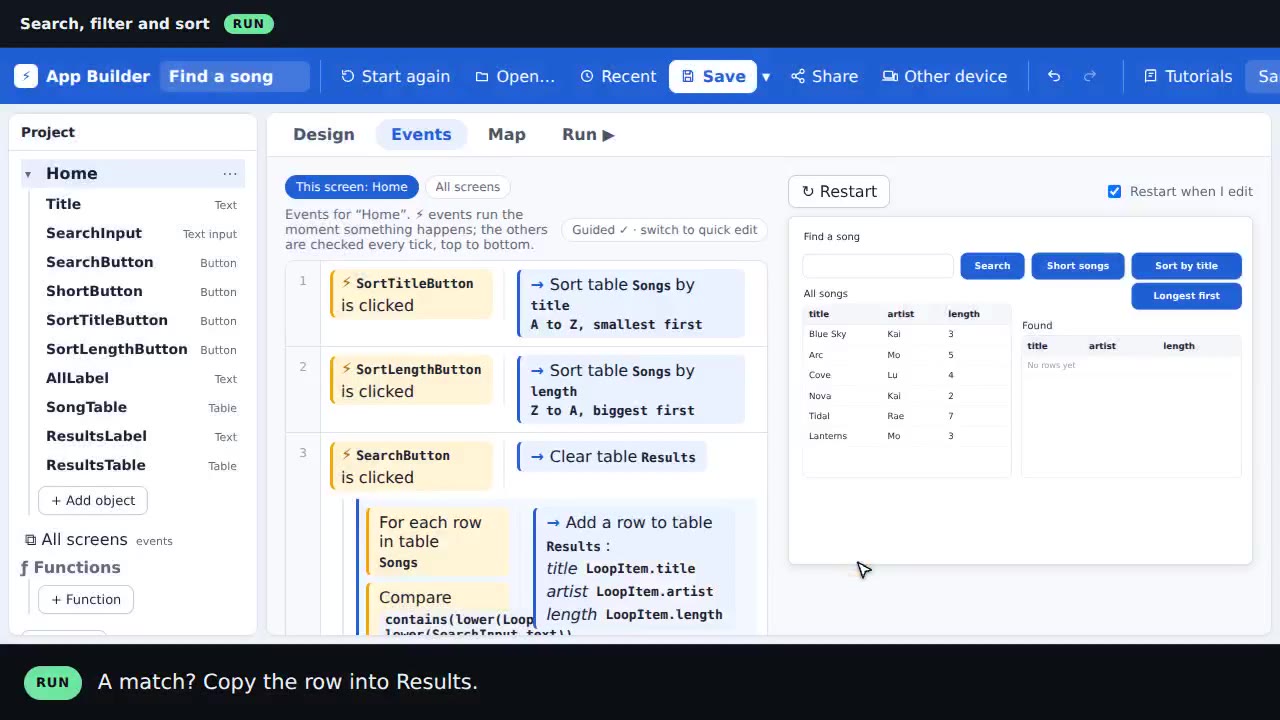 Search, filter and sort RUN
App Builder Find a song Start again Open... Recent Save ▾ Share Other device Tutorials Sa
Project
▾ Home ...
Title Text
SearchInput Text input
SearchButton Button
ShortButton Button
SortTitleButton Button
SortLengthButton Button
AllLabel Text
SongTable Table
ResultsLabel Text
ResultsTable Table
+ Add object
All screens events
ƒ Functions
+ Function
Design Events Map Run ▶
This screen: Home All screens
Events for “Home”. ⚡ events run the
moment something happens; the others
are checked every tick, top to bottom.
Guided ✓ · switch to quick edit
1
⚡ SortTitleButton
is clicked
→ Sort table Songs by
title
A to Z, smallest first
2
⚡ SortLengthButton
is clicked
→ Sort table Songs by
length
Z to A, biggest first
3
⚡ SearchButton
is clicked
→ Clear table Results
For each row
in table
Songs
→ Add a row to table
Results :
title LoopItem.title
artist LoopItem.artist
length LoopItem.length
Compare
contains(lower(Loop
lower(SearchInput.text))
↻ Restart
Restart when I edit
Find a song
Search Short songs Sort by title
Longest first
All songs
title artist length
Blue Sky Kai 3
Arc Mo 5
Cove Lu 4
Nova Kai 2
Tidal Rae 7
Lanterns Mo 3
Found
title artist length
No rows yet
RUN A match? Copy the row into Results.